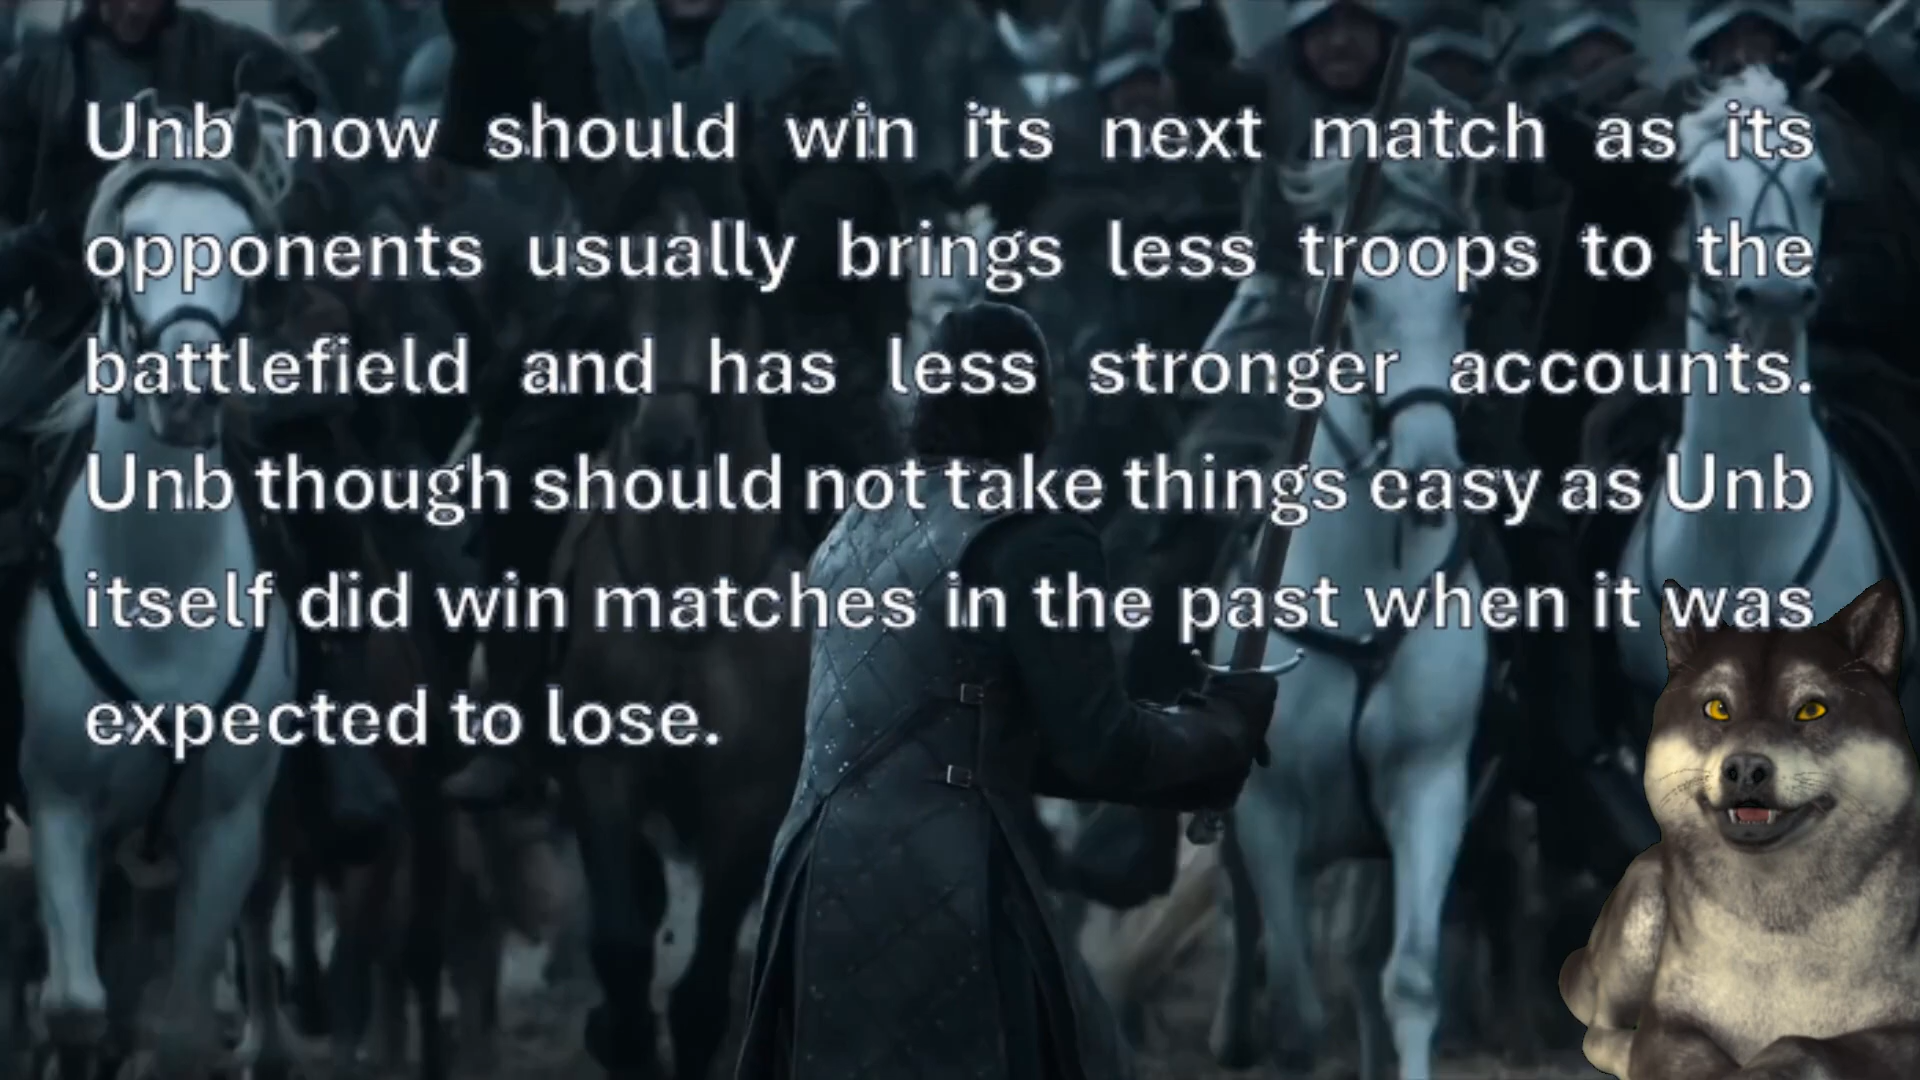 Unb now should win its next match as its
opponents usually brings less troops to the
battlefield and has less stronger accounts.
Unb though should not take things easy as Unb
itself did win matches in the past when it was
expected to lose.